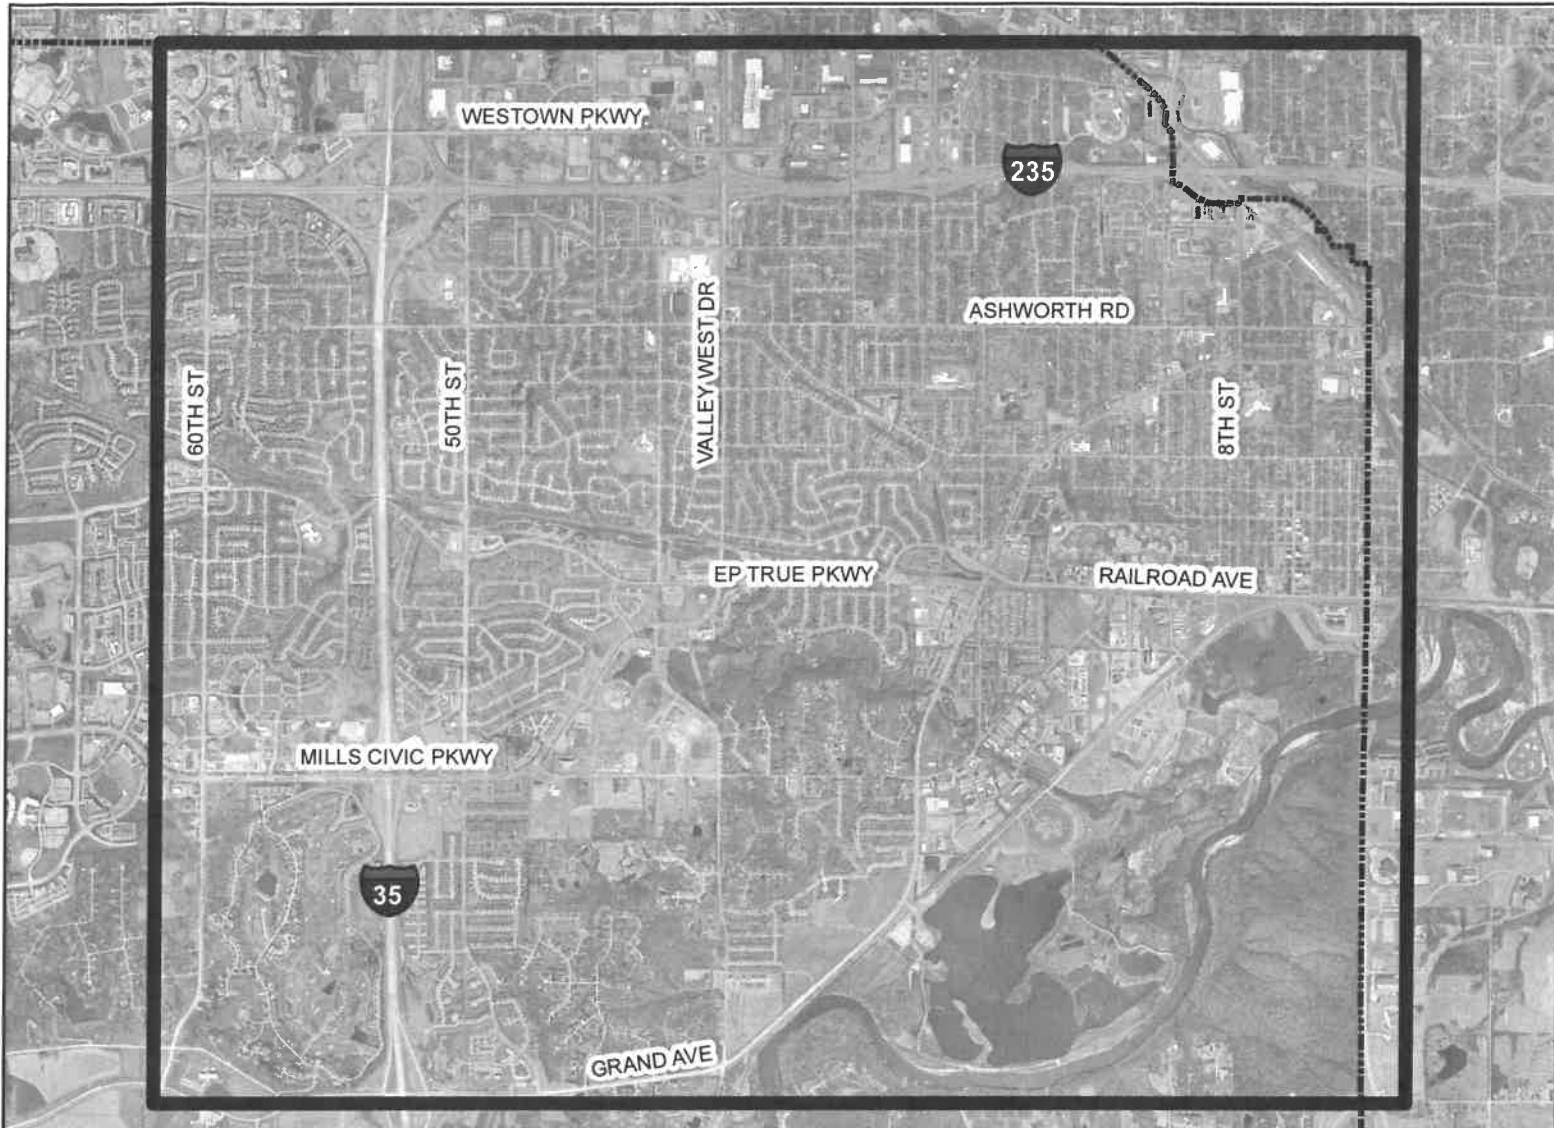 WESTOWN PKWY
235
ASHWORTH RD
VALLEY WEST DR
60TH ST
50TH ST
8TH ST
EP TRUE PKWY
RAILROAD AVE
MILLS CIVIC PKWY
35
GRAND AVE